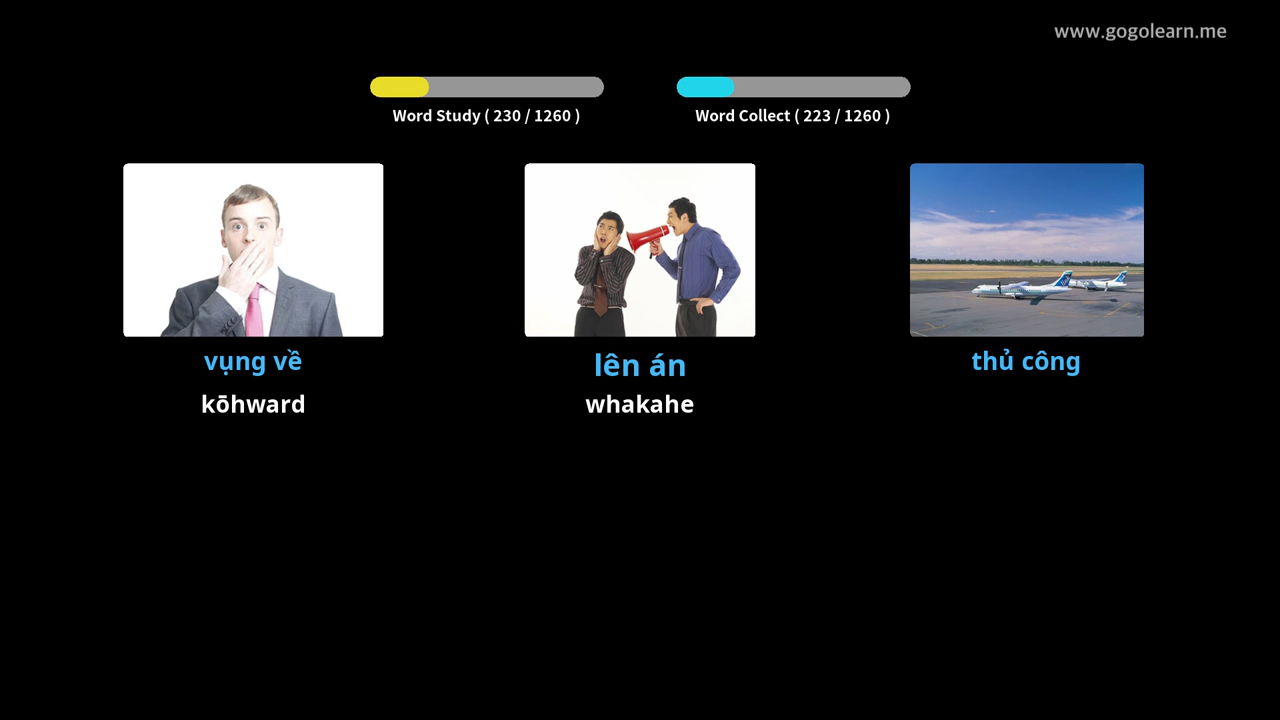 www.gogolearn.me
Word Study ( 230 / 1260 )
Word Collect ( 223 / 1260 )
vụng về
lên án
thủ công
kōhward
whakahe